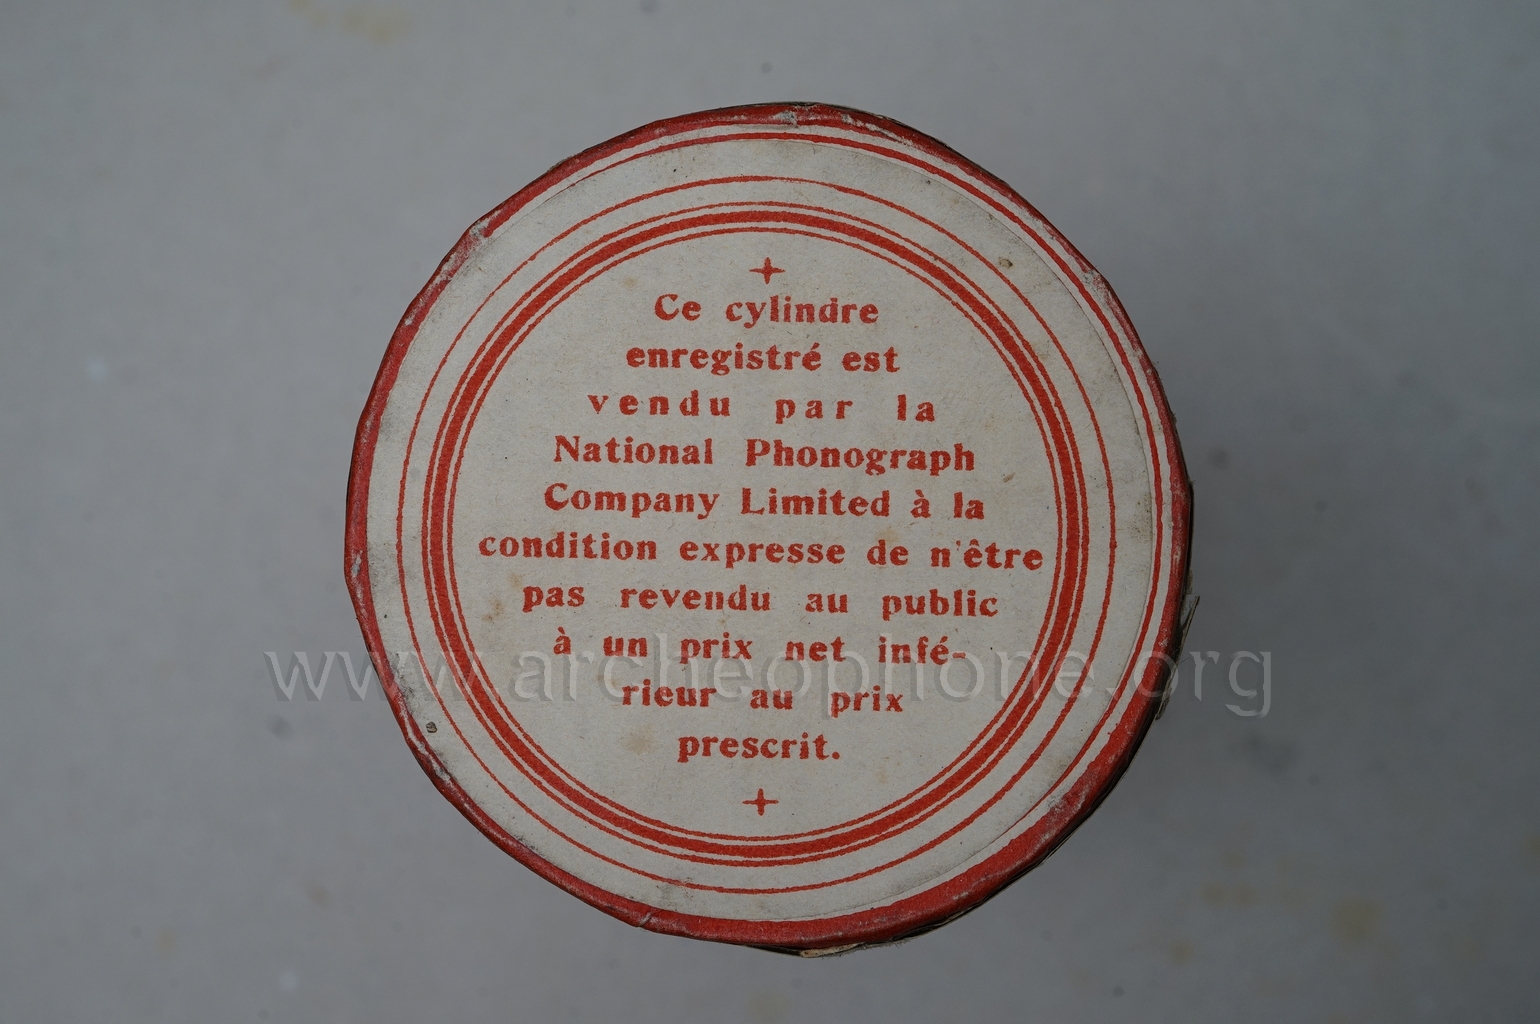 Ce cylindre
enregistré est
vendu par la
National Phonograph
Company Limited à la
condition expresse de n'être
pas revendu au public
à un prix net infé-
www.archeophone.org
rieur au prix
prescrit.